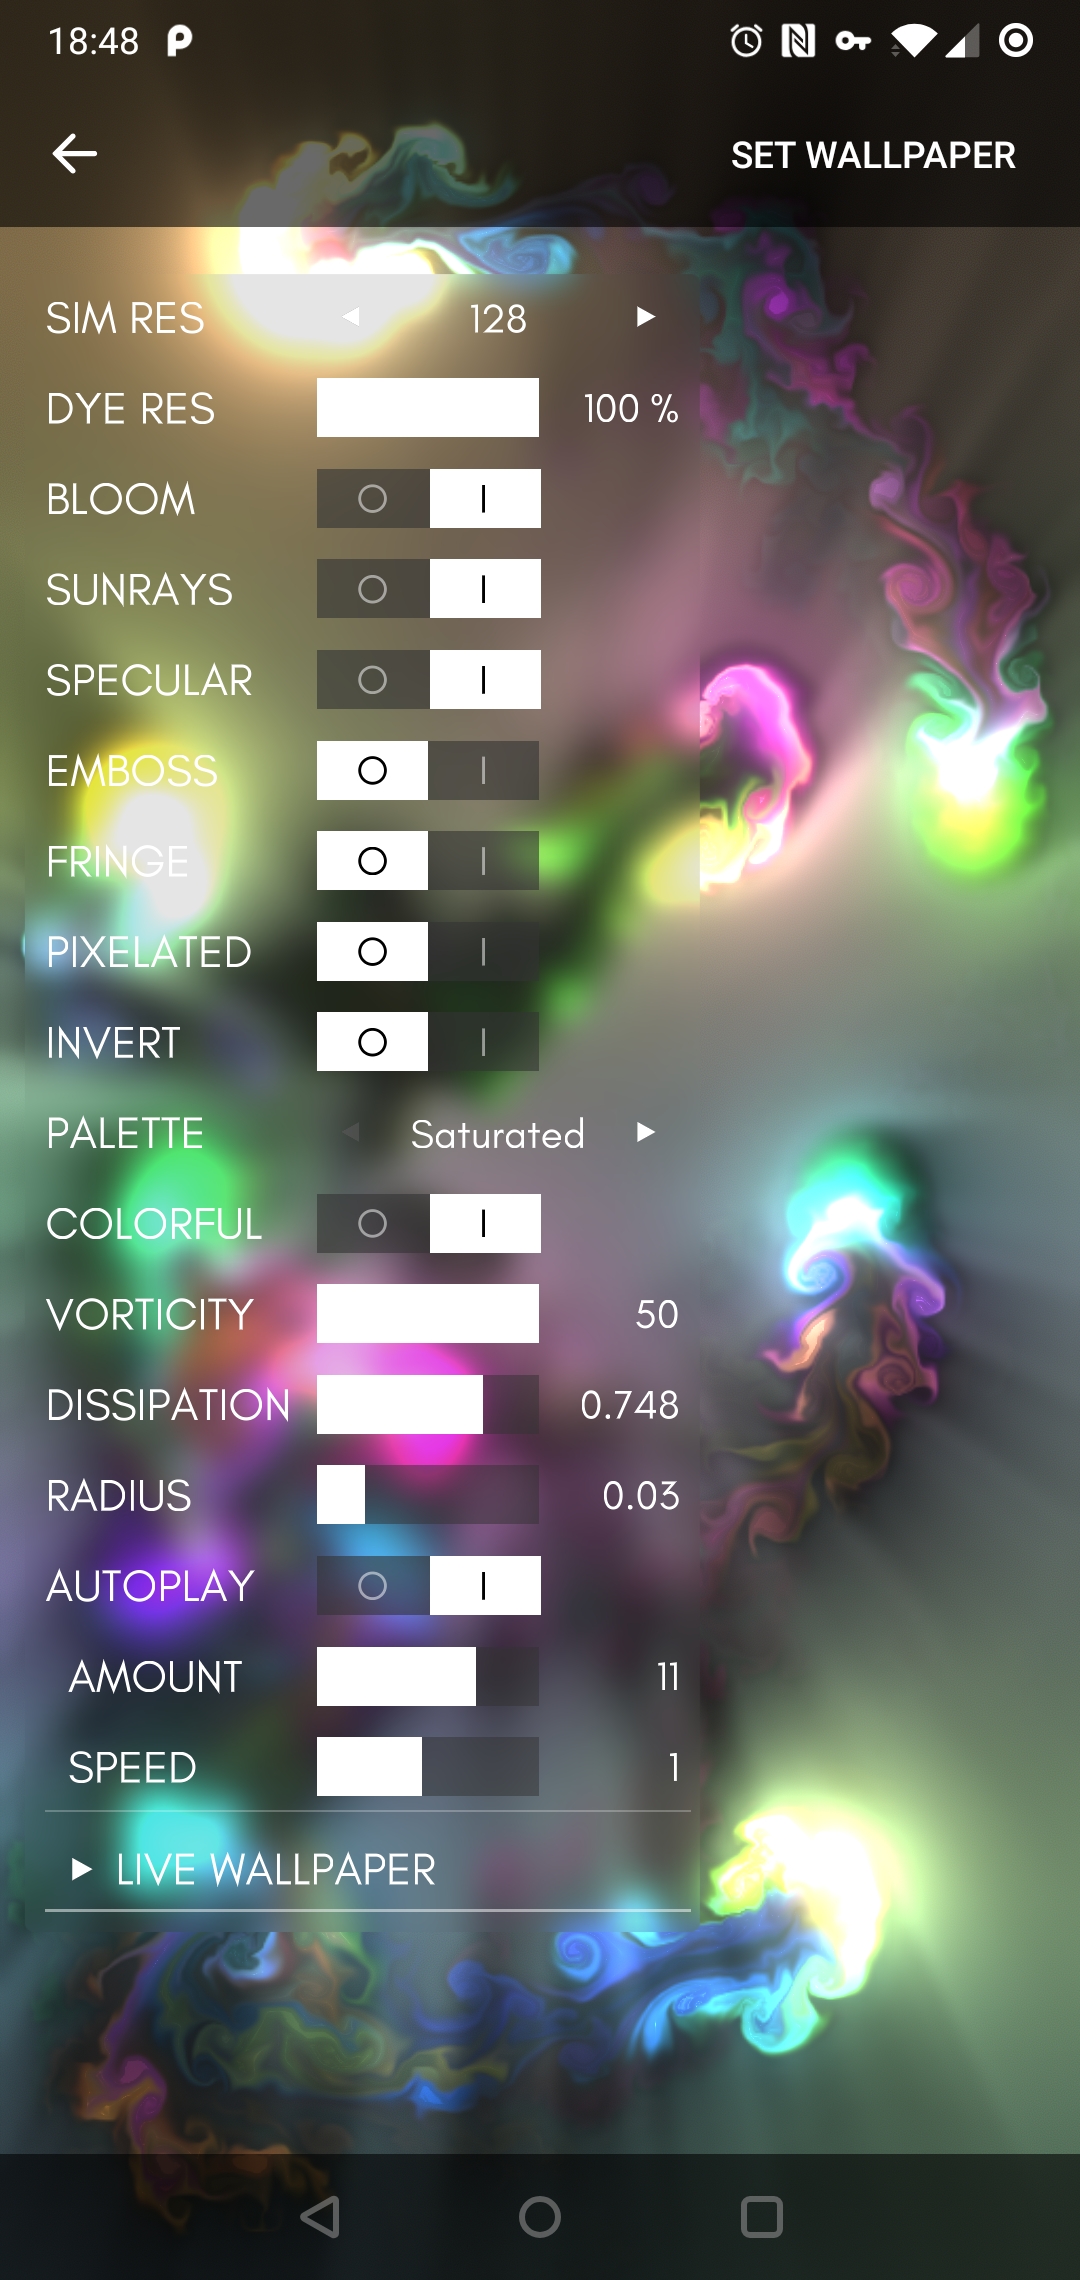 18:48
SET WALLPAPER
SIM RES 128
DYE RES 100 %
BLOOM
SUNRAYS
SPECULAR
EMBOSS
FRINGE
PIXELATED
INVERT
PALETTE Saturated
COLORFUL
VORTICITY 50
DISSIPATION 0.748
RADIUS 0.03
AUTOPLAY
AMOUNT 11
SPEED 1
LIVE WALLPAPER